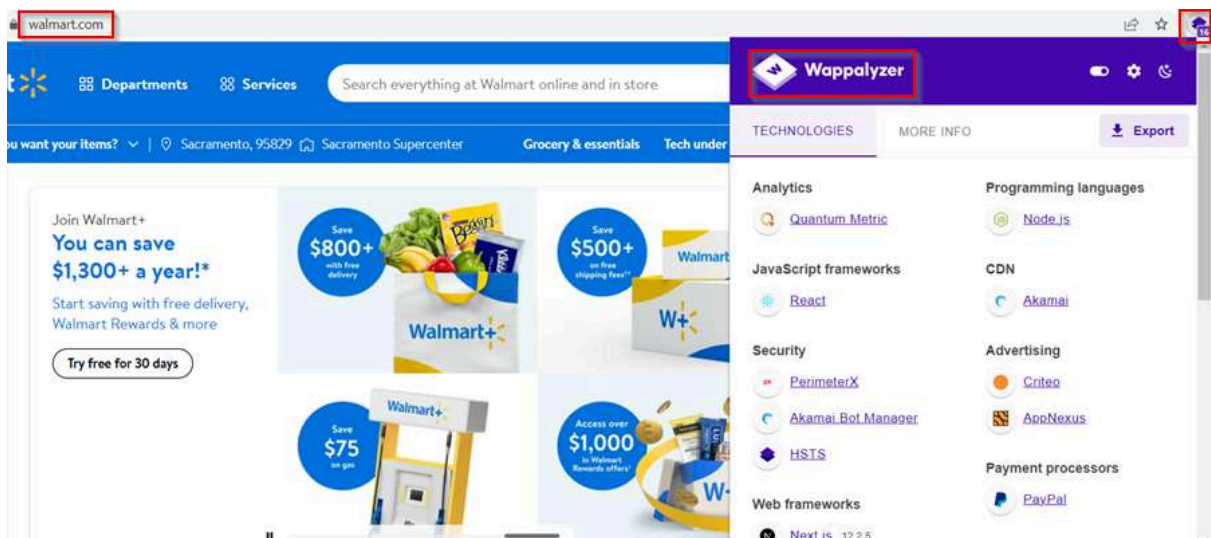 walmart.com
16
Departments
Services
Search everything at Walmart online and in store
ou want your items?
Sacramento, 95829
Sacramento Supercenter
Grocery & essentials
Tech under
Join Walmart+
You can save
$1,300+ a year!*
Start saving with free delivery,
Walmart Rewards & more
Try free for 30 days
Save
$800+
with free
delivery
Walmart+
Save
$500+
on free
shipping fees**
Walmart
W+
Save
$75
on gas
Walmart+
Access over
$1,000
in Walmart
Rewards offers
W
Wappalyzer
TECHNOLOGIES
MORE INFO
Export
Analytics
Quantum Metric
JavaScript frameworks
React
Security
PerimeterX
Akamai Bot Manager
HSTS
Web frameworks
Next.js 12.2.5
Programming languages
Node.js
CDN
Akamai
Advertising
Criteo
AppNexus
Payment processors
PayPal